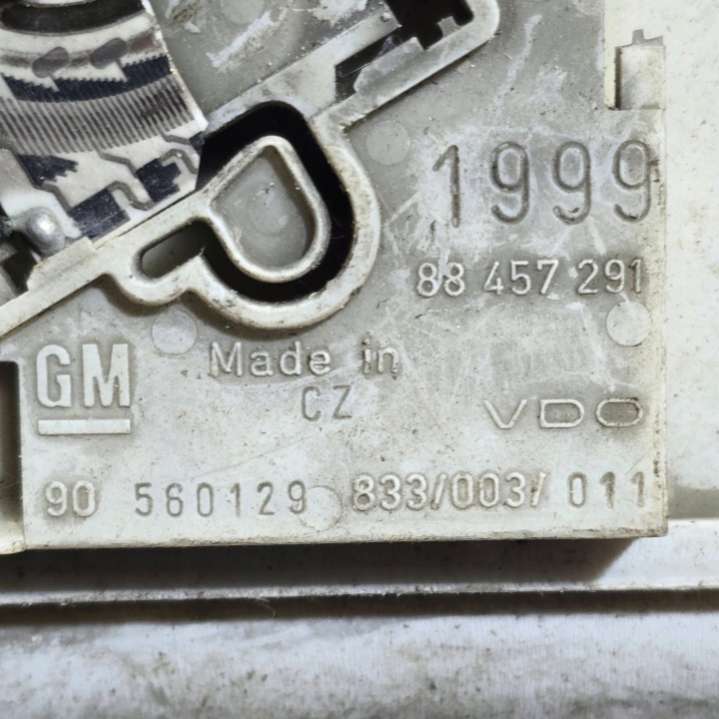 1999
88 457 291
GM
Made in
CZ
VDO
90 560129 833/003/ 011